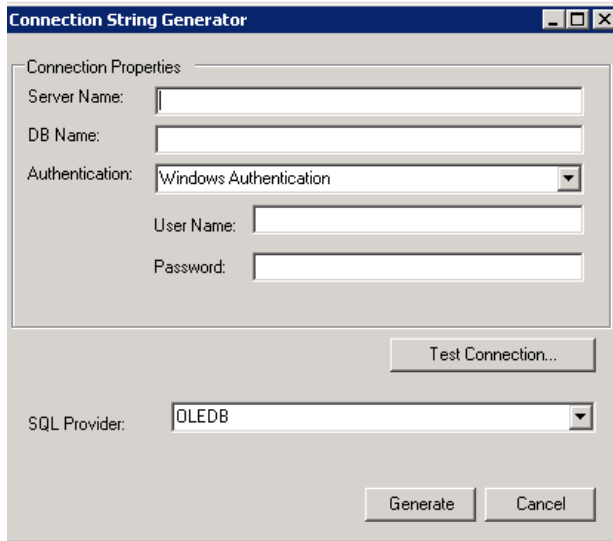 Connection String Generator
Connection Properties
Server Name:
DB Name:
Authentication: Windows Authentication
User Name:
Password:
Test Connection...
SQL Provider: OLEDB
Generate Cancel